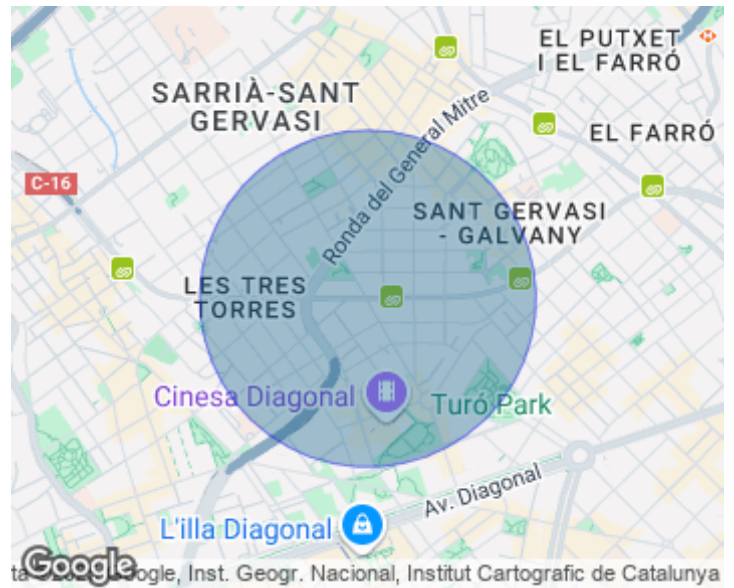 EL PUTXET
I EL FARRÓ
SARRIÀ-SANT
GERVASI
Ronda del General Mitre
EL FARRÓ
C-16
SANT GERVASI
- GALVANY
LES TRES
TORRES
Cinesa Diagonal
Turó Park
Av. Diagonal
L'illa Diagonal
Google
Google, Inst. Geogr. Nacional, Institut Cartografic de Catalunya